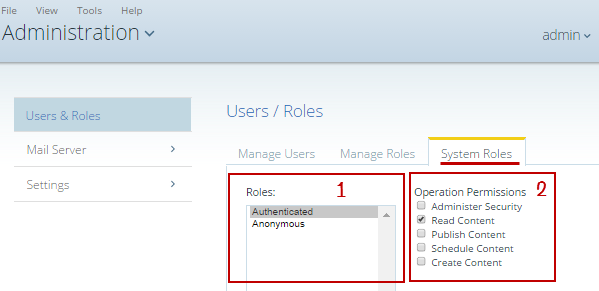 File View Tools Help
Administration
admin
Users & Roles
Mail Server
Settings
Users / Roles
Manage Users Manage Roles System Roles
Roles: 1
Authenticated
Anonymous
Operation Permissions 2
Administer Security
Read Content
Publish Content
Schedule Content
Create Content